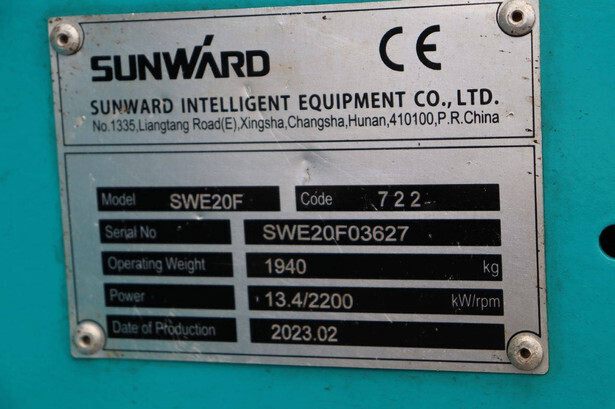 SUNWARD CE
SUNWARD INTELLIGENT EQUIPMENT CO., LTD.
No.1335,Liangtang Road(E),Xingsha,Changsha,Hunan,410100,P.R.China
Model SWE20F Code 722
Serial No SWE20F03627
Operating Weight 1940 kg
Power 13.4/2200 kW/rpm
Date of Production 2023.02